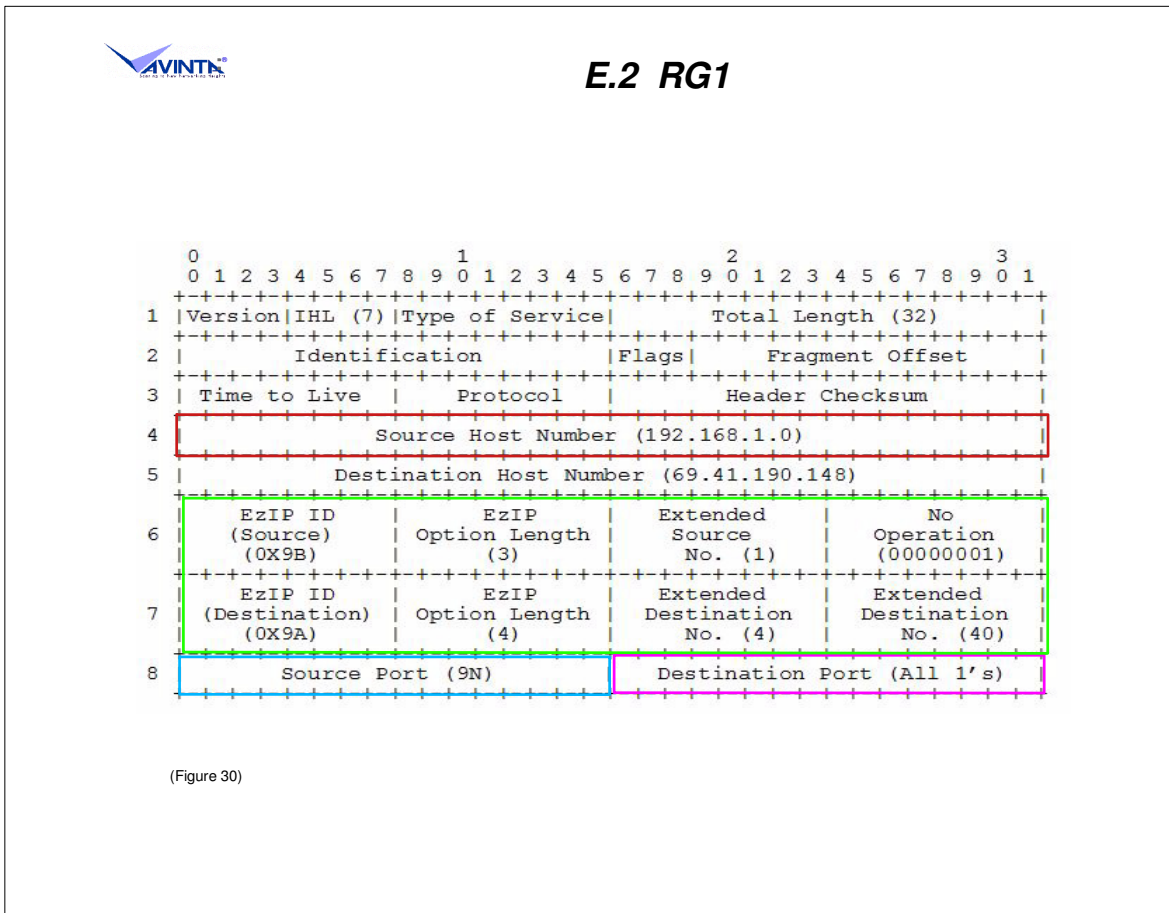 AVINTA®
E.2 RG1
0 1 2 3
0 1 2 3 4 5 6 7 8 9 0 1 2 3 4 5 6 7 8 9 0 1 2 3 4 5 6 7 8 9 0 1
+-+-+-+-+-+-+-+-+-+-+-+-+-+-+-+-+-+-+-+-+-+-+-+-+-+-+-+-+-+-+-+-+
1 |Version|IHL (7)|Type of Service| Total Length (32) |
+-+-+-+-+-+-+-+-+-+-+-+-+-+-+-+-+-+-+-+-+-+-+-+-+-+-+-+-+-+-+-+-+
2 | Identification |Flags| Fragment Offset |
+-+-+-+-+-+-+-+-+-+-+-+-+-+-+-+-+-+-+-+-+-+-+-+-+-+-+-+-+-+-+-+-+
3 | Time to Live | Protocol | Header Checksum |
+-+-+-+-+-+-+-+-+-+-+-+-+-+-+-+-+-+-+-+-+-+-+-+-+-+-+-+-+-+-+-+-+
4 | Source Host Number (192.168.1.0) |
+-+-+-+-+-+-+-+-+-+-+-+-+-+-+-+-+-+-+-+-+-+-+-+-+-+-+-+-+-+-+-+-+
5 | Destination Host Number (69.41.190.148) |
+-+-+-+-+-+-+-+-+-+-+-+-+-+-+-+-+-+-+-+-+-+-+-+-+-+-+-+-+-+-+-+-+
| EzIP ID | EzIP | Extended | No |
6 | (Source) | Option Length | Source | Operation |
| (0X9B) | (3) | No. (1) | (00000001) |
+-+-+-+-+-+-+-+-+-+-+-+-+-+-+-+-+-+-+-+-+-+-+-+-+-+-+-+-+-+-+-+-+
| EzIP ID | EzIP | Extended | Extended |
7 | (Destination) | Option Length | Destination | Destination |
| (0X9A) | (4) | No. (4) | No. (40) |
+-+-+-+-+-+-+-+-+-+-+-+-+-+-+-+-+-+-+-+-+-+-+-+-+-+-+-+-+-+-+-+-+
8 | Source Port (9N) | Destination Port (All 1's) |
+-+-+-+-+-+-+-+-+-+-+-+-+-+-+-+-+-+-+-+-+-+-+-+-+-+-+-+-+-+-+-+-+
(Figure 30)